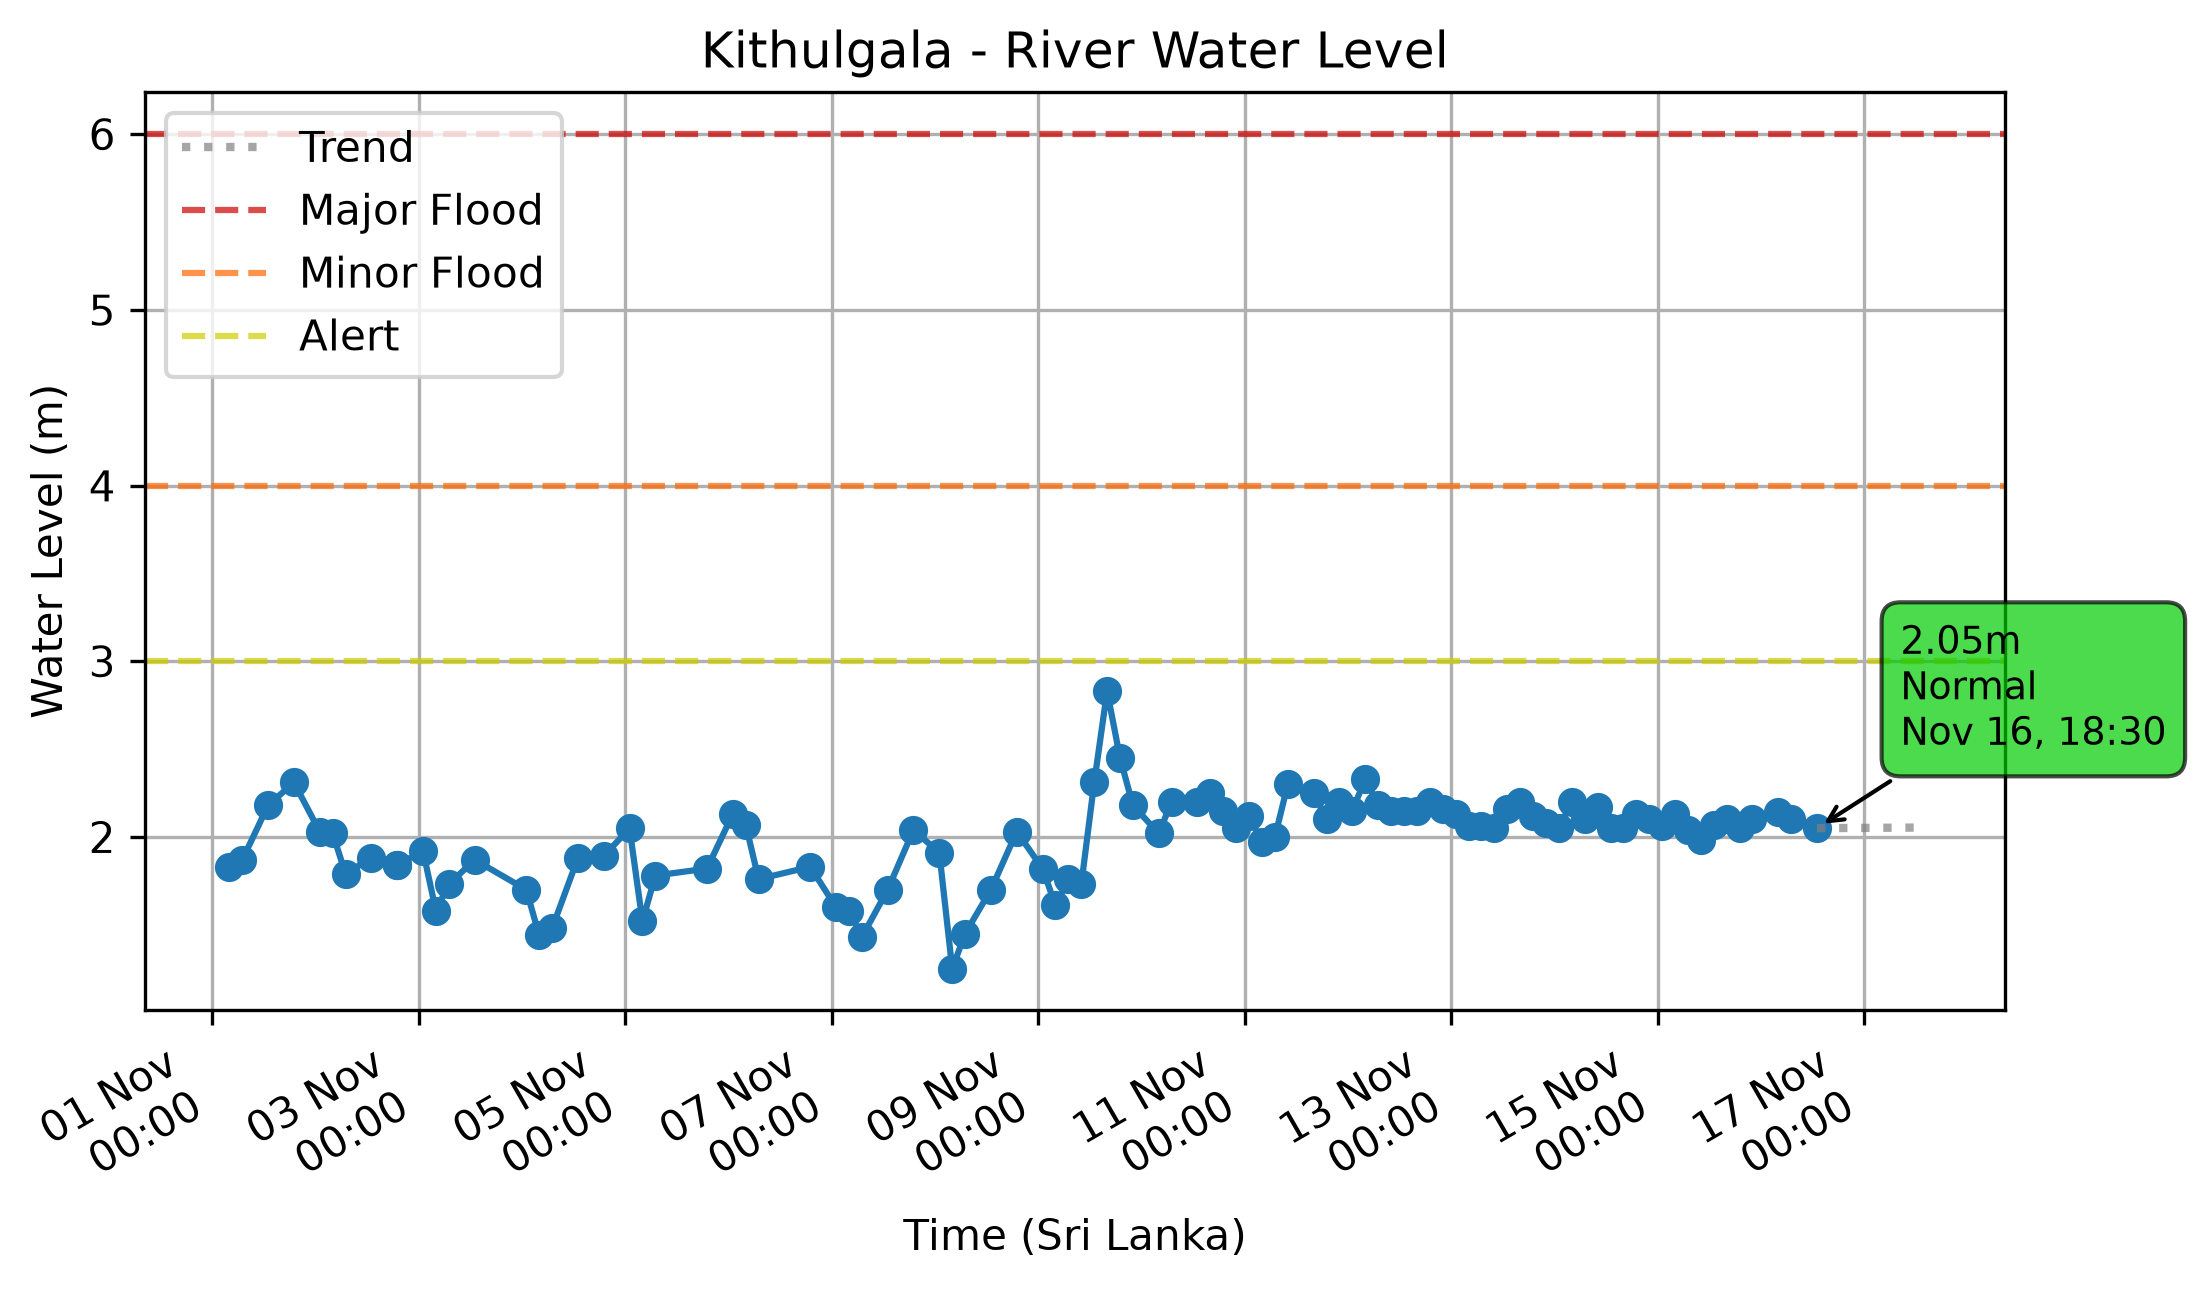 Kithulgala - River Water Level
Water Level (m)
6
5
4
3
2
Trend
Major Flood
Minor Flood
Alert
2.05m
Normal
Nov 16, 18:30
01 Nov
00:00
03 Nov
00:00
05 Nov
00:00
07 Nov
00:00
09 Nov
00:00
11 Nov
00:00
13 Nov
00:00
15 Nov
00:00
17 Nov
00:00
Time (Sri Lanka)